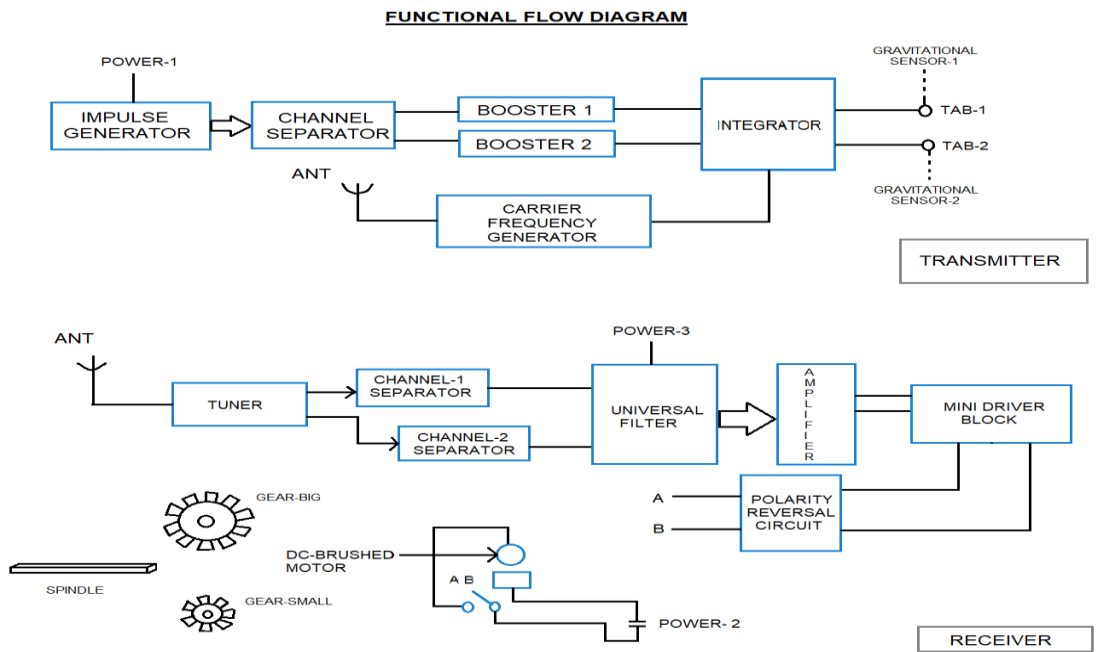 FUNCTIONAL FLOW DIAGRAM
GRAVITATIONAL
SENSOR-1
POWER-1
IMPULSE
GENERATOR
CHANNEL
SEPARATOR
BOOSTER 1
BOOSTER 2
INTEGRATOR
TAB-1
TAB-2
GRAVITATIONAL
SENSOR-2
ANT
CARRIER
FREQUENCY
GENERATOR
TRANSMITTER
ANT
POWER-3
TUNER
CHANNEL-1
SEPARATOR
CHANNEL-2
SEPARATOR
UNIVERSAL
FILTER
AMPLIFIER
MINI DRIVER
BLOCK
A
B
POLARITY
REVERSAL
CIRCUIT
GEAR-BIG
SPINDLE
GEAR-SMALL
DC-BRUSHED
MOTOR
A B
POWER- 2
RECEIVER